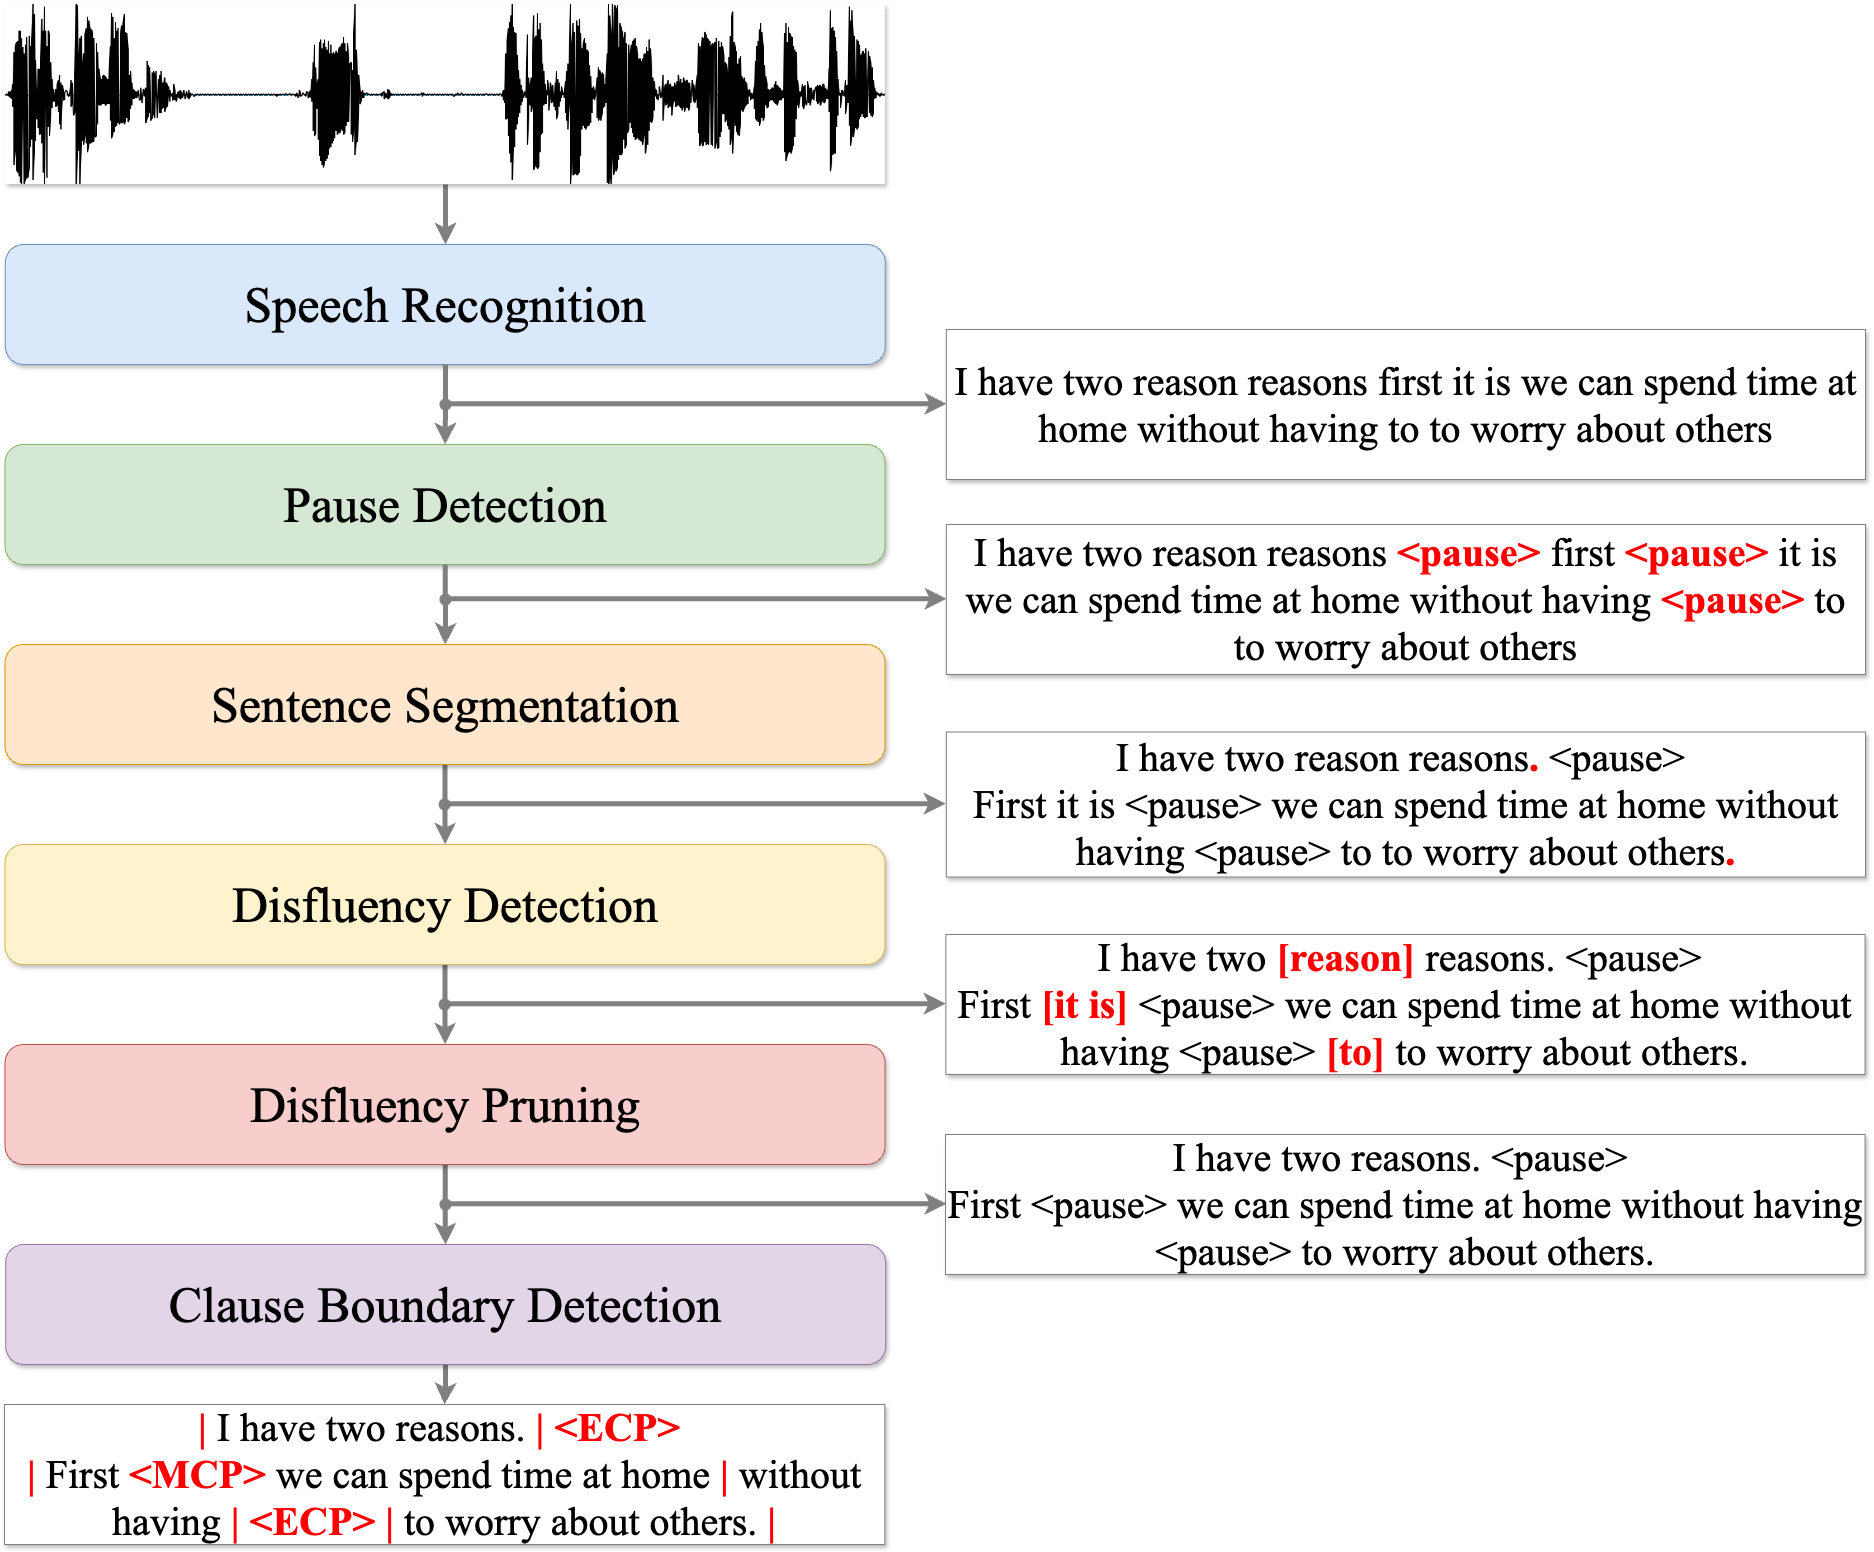 Speech Recognition
I have two reason reasons first it is we can spend time at
home without having to to worry about others
Pause Detection
I have two reason reasons <pause> first <pause> it is
we can spend time at home without having <pause> to
to worry about others
Sentence Segmentation
I have two reason reasons. <pause>
First it is <pause> we can spend time at home without
having <pause> to to worry about others.
Disfluency Detection
I have two [reason] reasons. <pause>
First [it is] <pause> we can spend time at home without
having <pause> [to] to worry about others.
Disfluency Pruning
I have two reasons. <pause>
First <pause> we can spend time at home without having
<pause> to worry about others.
Clause Boundary Detection
| I have two reasons. | <ECP>
| First <MCP> we can spend time at home | without
having | <ECP> | to worry about others. |